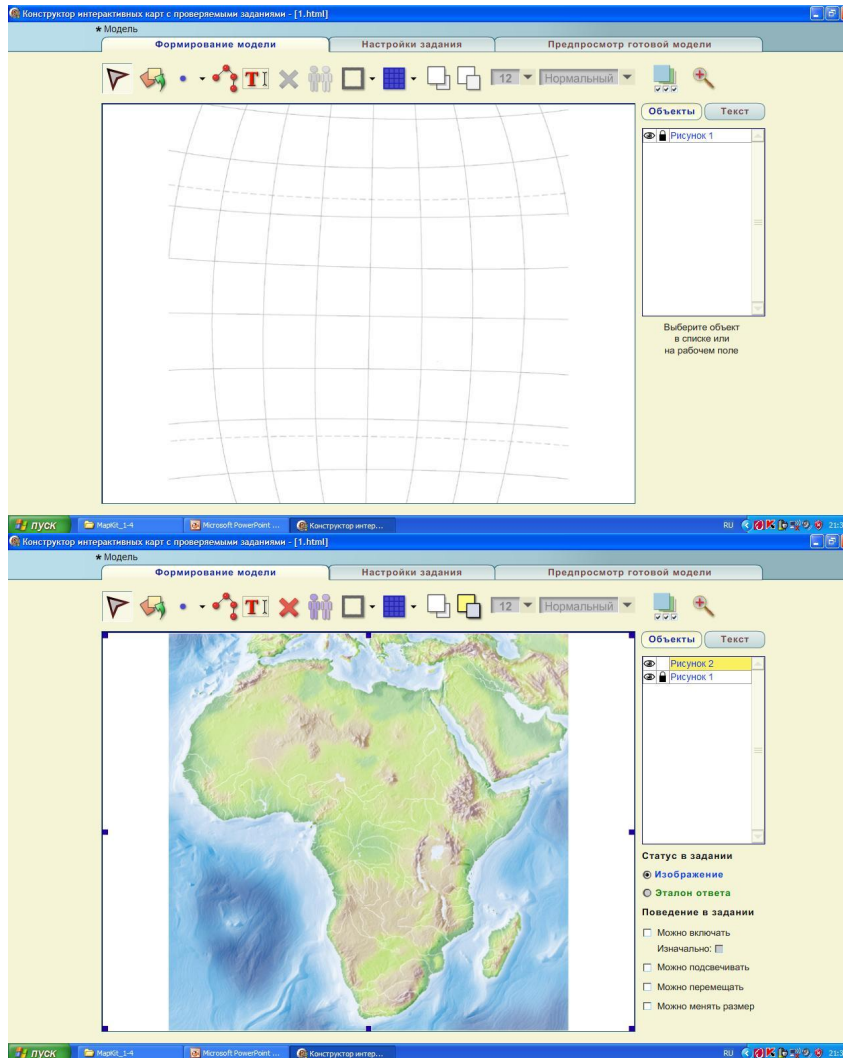 Конструктор интерактивных карт с проверяемыми заданиями - [1.html]
* Модель
Формирование модели Настройки задания Предпросмотр готовой модели
T 12 Нормальный
Объекты Текст
Рисунок 1
Выберите объект
в списке или
на рабочем поле
пуск MapKit_1-4 Microsoft PowerPoint ... Конструктор интер... RU
Конструктор интерактивных карт с проверяемыми заданиями - [1.html]
* Модель
Формирование модели Настройки задания Предпросмотр готовой модели
T 12 Нормальный
Объекты Текст
Рисунок 2
Рисунок 1
Статус в задании
Изображение
Эталон ответа
Поведение в задании
Можно включать
Изначально:
Можно подсвечивать
Можно перемещать
Можно менять размер
пуск MapKit_1-4 Microsoft PowerPoint ... Конструктор интер... RU